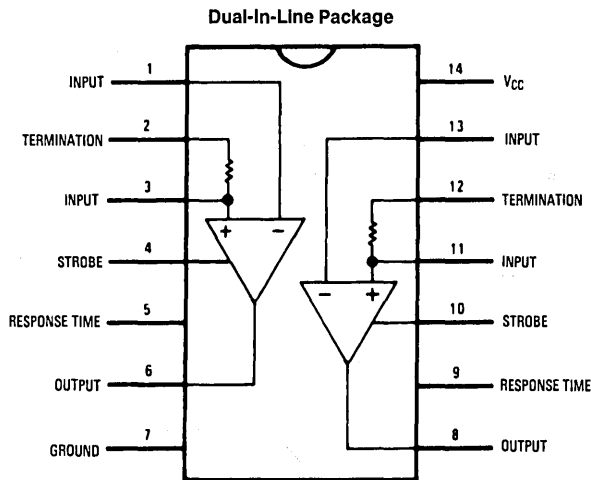 Dual-In-Line Package
INPUT 1
TERMINATION 2
INPUT 3
STROBE 4
RESPONSE TIME 5
OUTPUT 6
GROUND 7
14 VCC
13 INPUT
12 TERMINATION
11 INPUT
10 STROBE
9 RESPONSE TIME
8 OUTPUT
+ −
− +